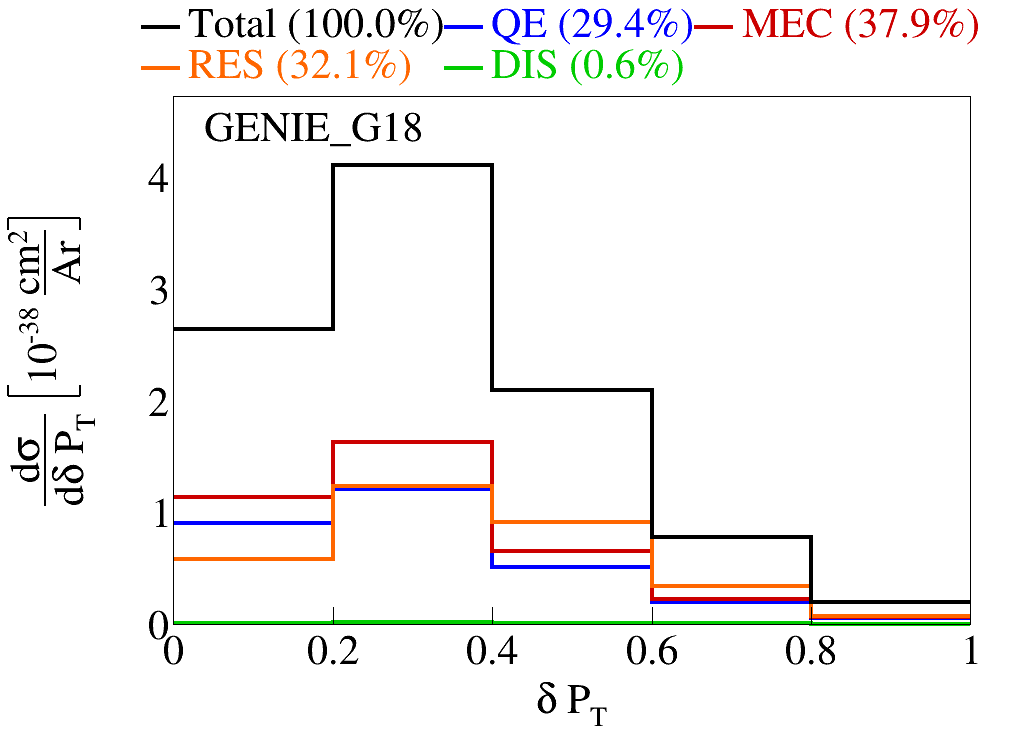 Total (100.0%) QE (29.4%) MEC (37.9%)
RES (32.1%) DIS (0.6%)
GENIE_G18
4
3
2
1
0
0 0.2 0.4 0.6 0.8 1
δ P_T
dσ/dδ P_T [10^-38 cm^2/Ar]